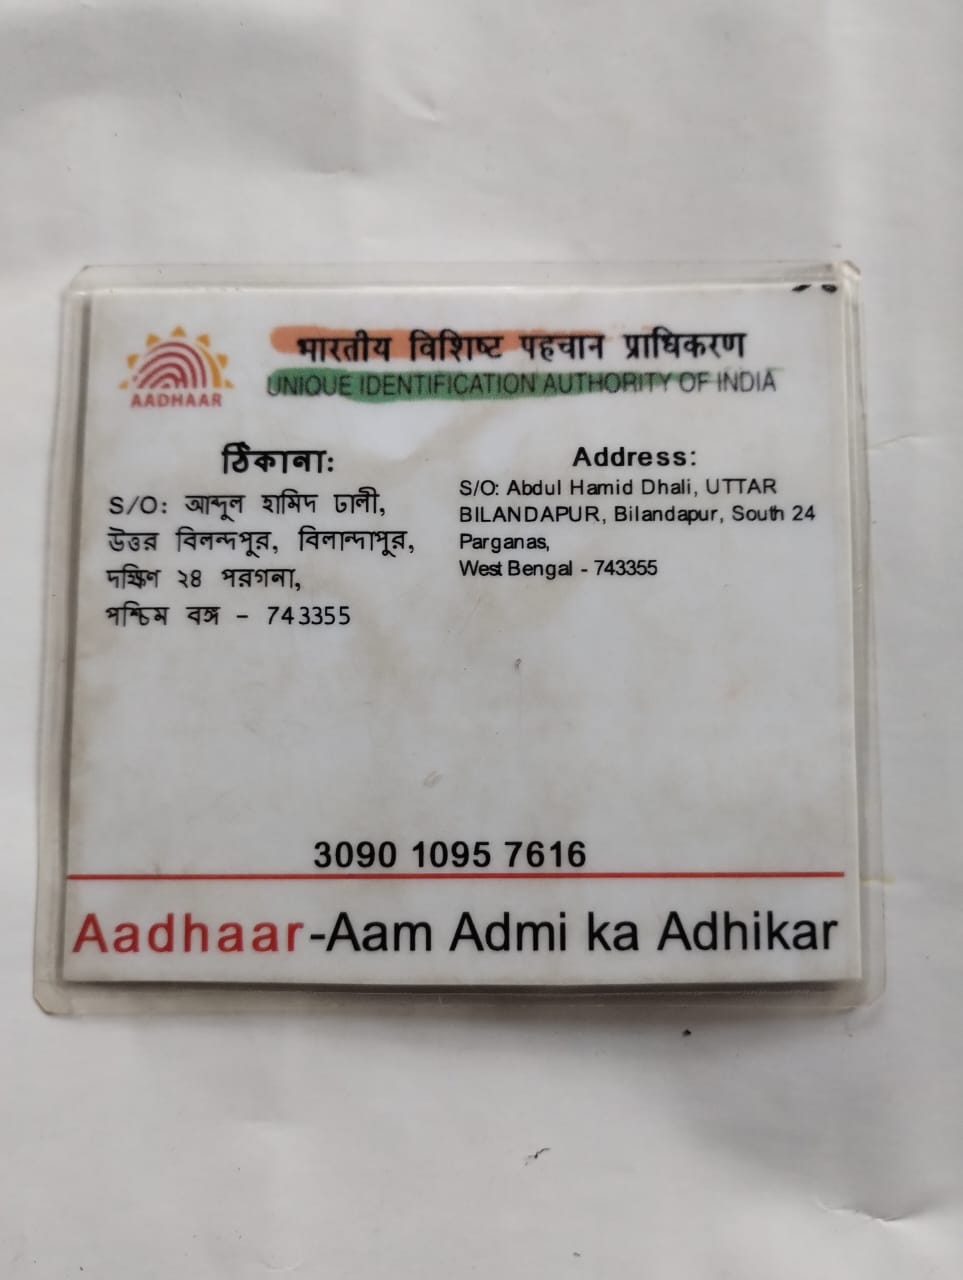 भारतीय विशिष्ट पहचान प्राधिकरण
UNIQUE IDENTIFICATION AUTHORITY OF INDIA
AADHAAR
ঠিকানা:
S/O: আব্দুল হামিদ ঢালী,
উত্তর বিলন্দপুর, বিলান্দাপুর,
দক্ষিন ২৪ পরগনা,
পশ্চিম বঙ্গ - 743355
Address:
S/O: Abdul Hamid Dhali, UTTAR
BILANDAPUR, Bilandapur, South 24
Parganas,
West Bengal - 743355
3090 1095 7616
Aadhaar-Aam Admi ka Adhikar